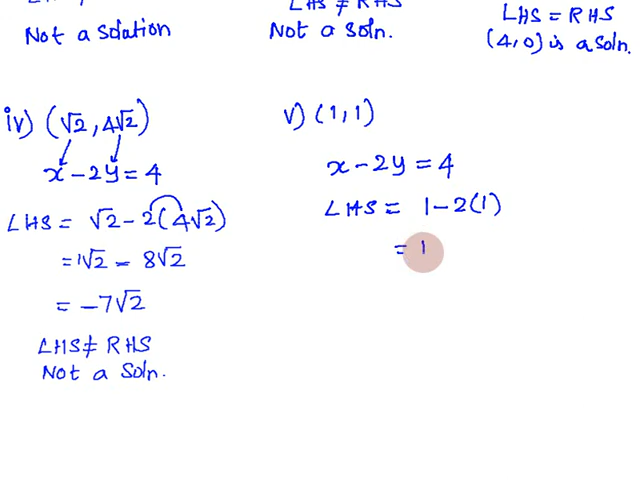 LHS ≠ RHS
LHS = RHS
Not a solution
Not a soln.
(4,0) is a soln.
iv) (√2, 4√2)
x - 2y = 4
LHS = √2 - 2(4√2)
= 1√2 - 8√2
= -7√2
LHS ≠ RHS
Not a soln.
v) (1,1)
x - 2y = 4
LHS = 1 - 2(1)
= 1